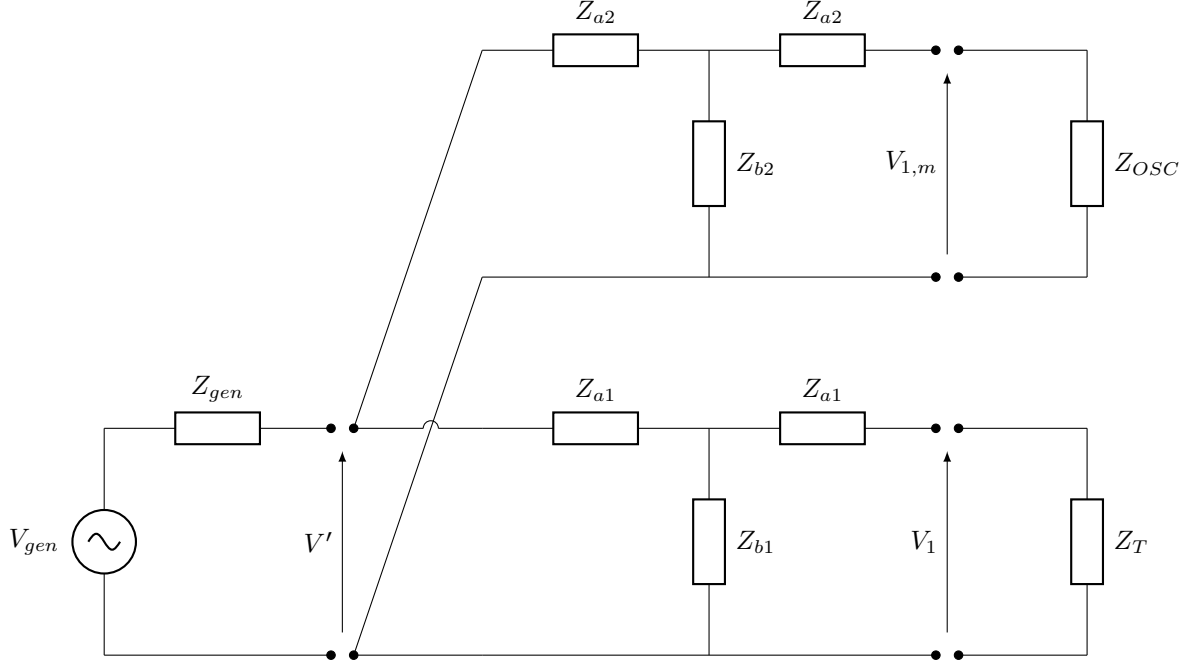 Z_{a2} Z_{a2}
Z_{b2} V_{1,m} Z_{OSC}
Z_{gen} Z_{a1} Z_{a1}
V_{gen} V′ Z_{b1} V_1 Z_T